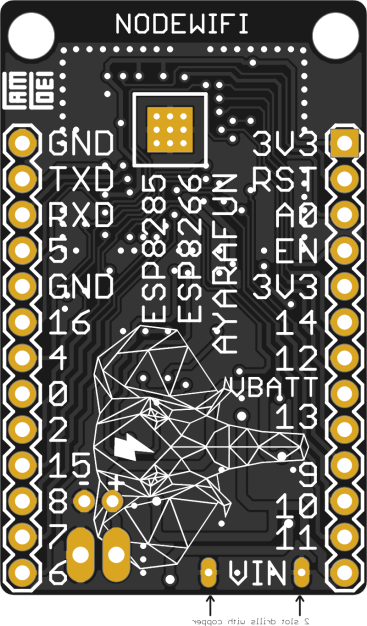 NODEWIFI
GND
TXD
RXD
5
GND
16
4
0
2
15
- +
8
7
6
ESP8285
ESP8266
AYARAFUN
3V3
RST
A0
EN
3V3
14
12
VBATT
13
9
10
11
VIN
2 slot drills with copper